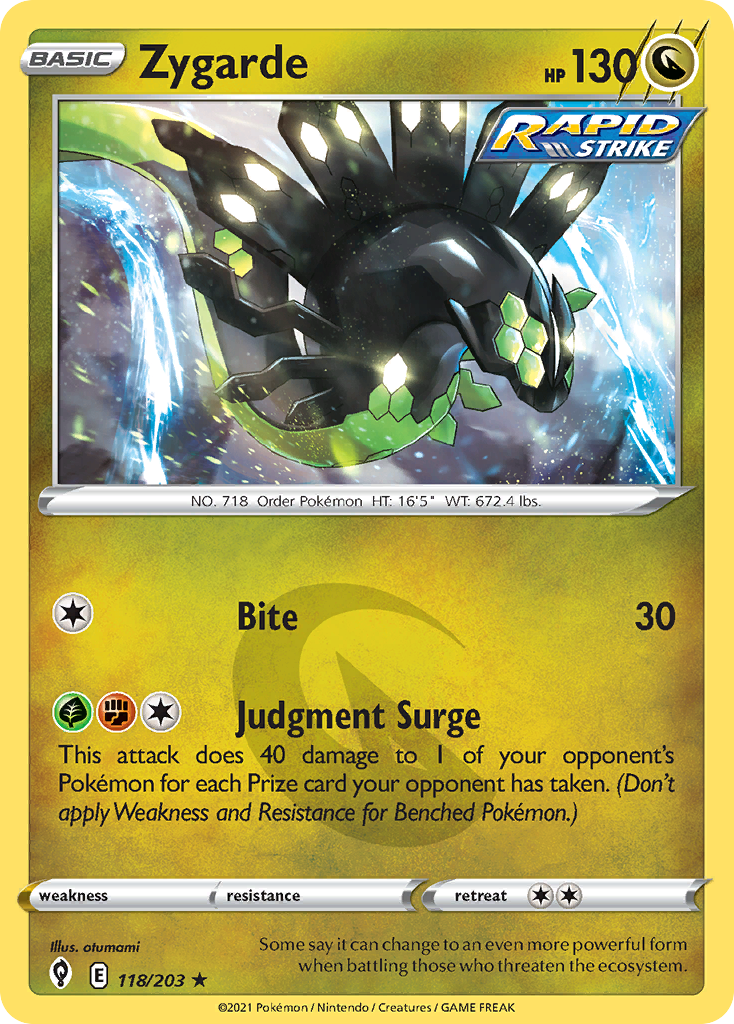 BASIC
Zygarde
HP 130
RAPID
STRIKE
NO. 718 Order Pokémon HT: 16'5" WT: 672.4 lbs.
Bite 30
Judgment Surge
This attack does 40 damage to 1 of your opponent's
Pokémon for each Prize card your opponent has taken. (Don't
apply Weakness and Resistance for Benched Pokémon.)
weakness resistance retreat
Illus. otumami
Some say it can change to an even more powerful form
when battling those who threaten the ecosystem.
E 118/203 ★
©2021 Pokémon / Nintendo / Creatures / GAME FREAK